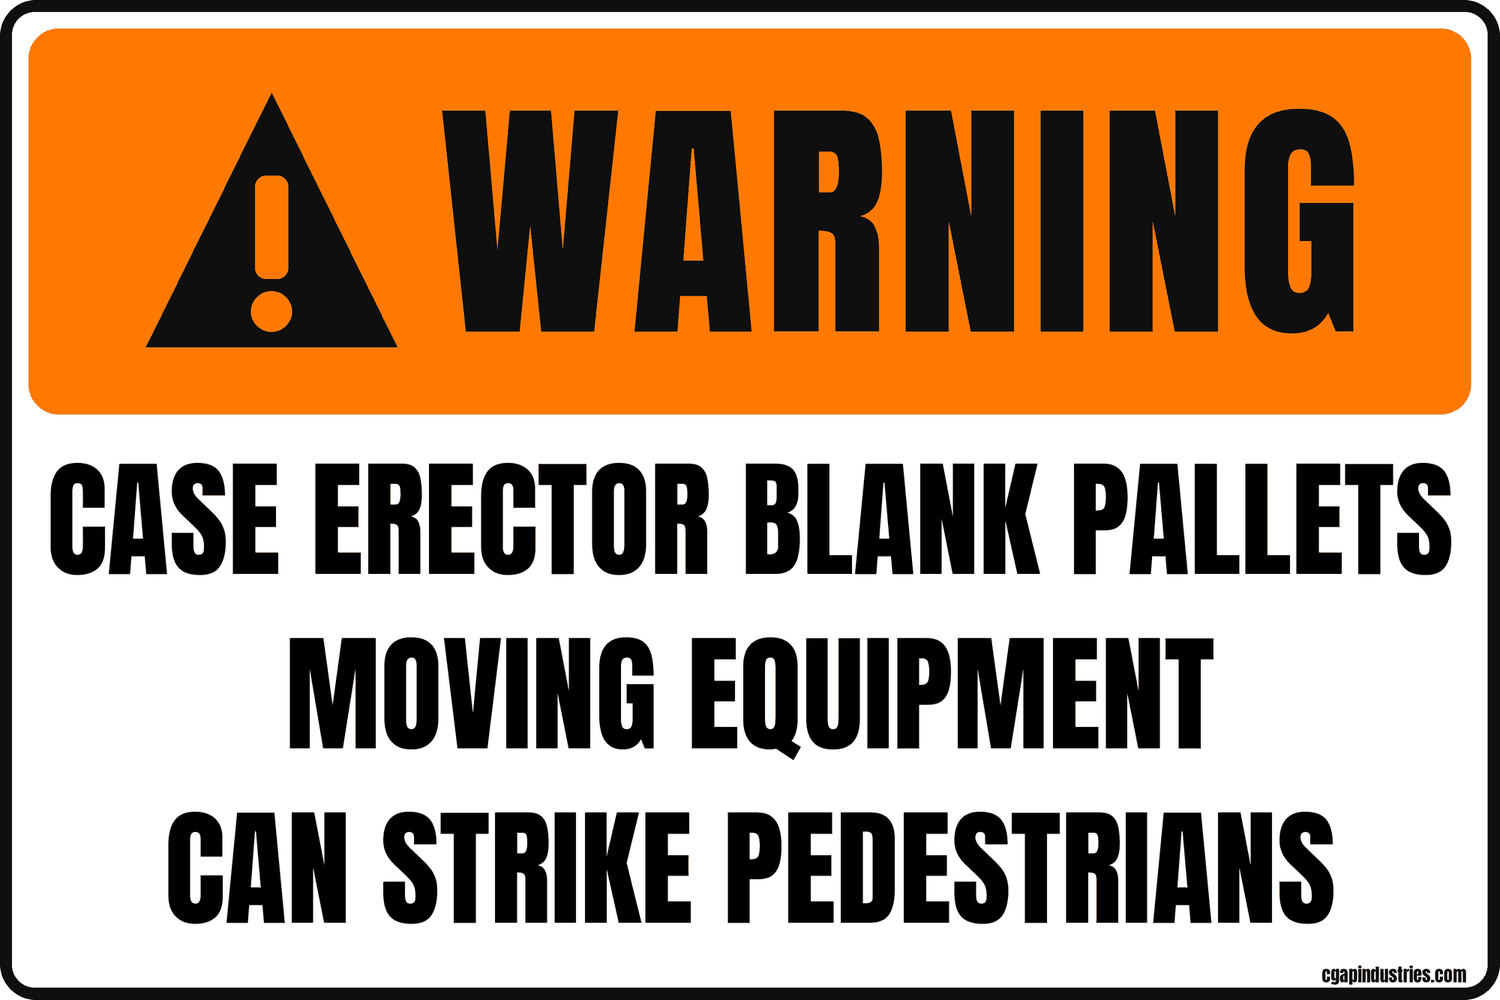 WARNING
CASE ERECTOR BLANK PALLETS
MOVING EQUIPMENT
CAN STRIKE PEDESTRIANS
cgapindustries.com